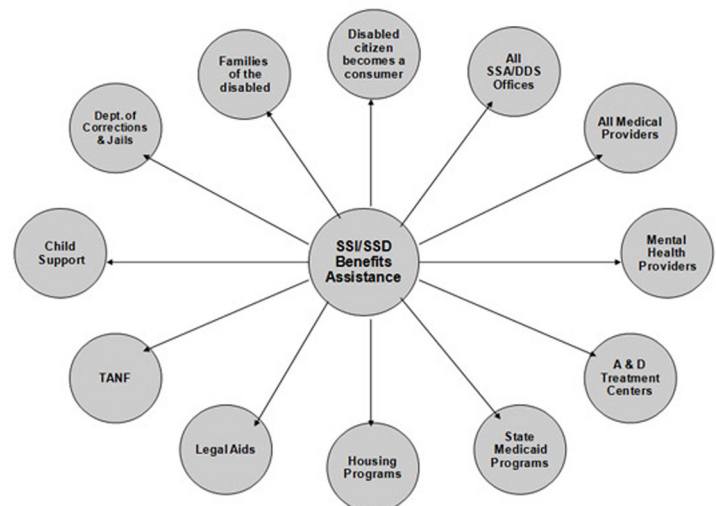 Disabled
citizen
becomes a
consumer
All
SSA/DDS
Offices
All Medical
Providers
Mental
Health
Providers
A & D
Treatment
Centers
State
Medicaid
Programs
Housing
Programs
Legal Aids
TANF
Child
Support
Dept. of
Corrections
& Jails
Families
of the
disabled
SSI/SSD
Benefits
Assistance